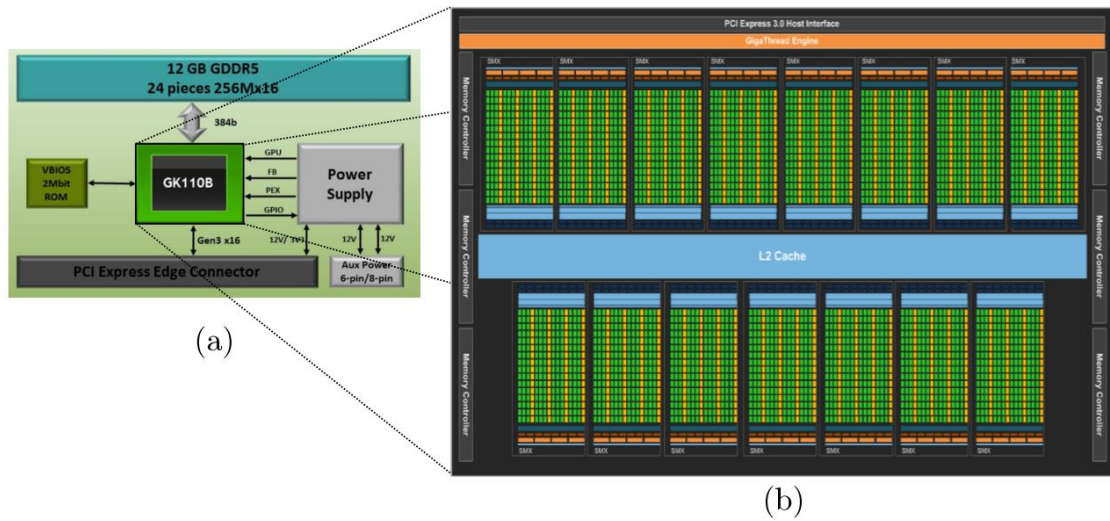 12 GB GDDR5
24 pieces 256Mx16
384b
VBIOS
2Mbit
ROM
GK110B
GPU
FB
PEX
GPIO
Power
Supply
Gen3 x16
12V/ 3V3
12V
12V
PCI Express Edge Connector
Aux Power
6-pin/8-pin
(a)
PCI Express 3.0 Host Interface
GigaThread Engine
Memory Controller
Memory Controller
Memory Controller
SMX
SMX
SMX
SMX
SMX
SMX
SMX
SMX
L2 Cache
SMX
SMX
SMX
SMX
SMX
SMX
SMX
Memory Controller
Memory Controller
Memory Controller
(b)